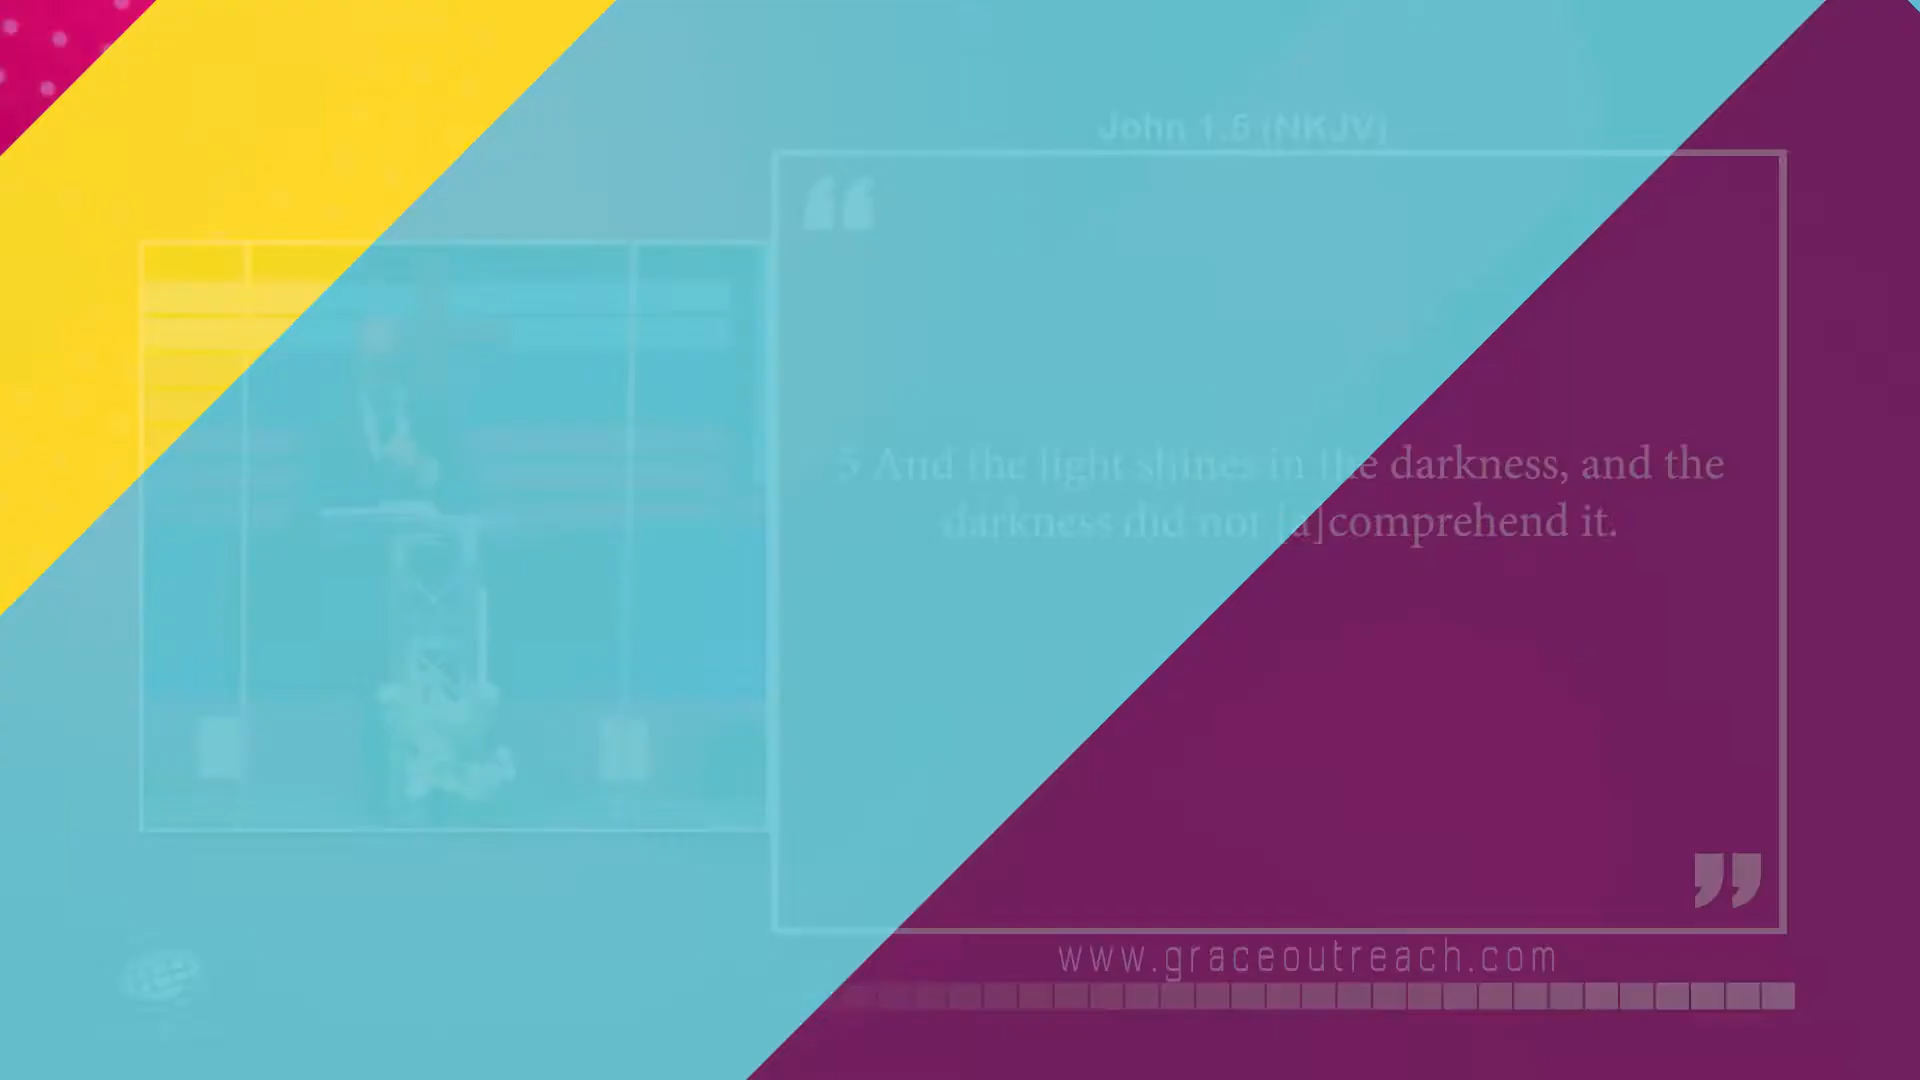 John 1.5 (NKJV)
5 And the light shines in the darkness, and the
darkness did not [a]comprehend it.
www.graceoutreach.com